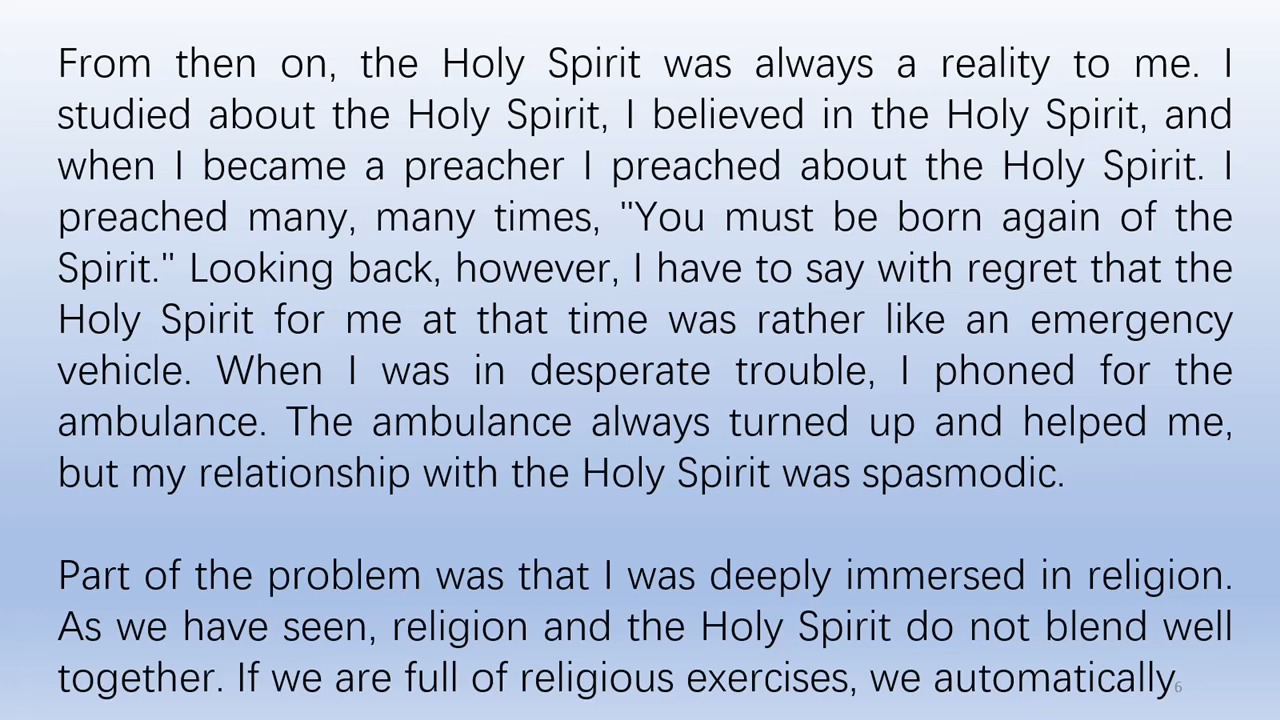 From then on, the Holy Spirit was always a reality to me. I
studied about the Holy Spirit, I believed in the Holy Spirit, and
when I became a preacher I preached about the Holy Spirit. I
preached many, many times, "You must be born again of the
Spirit." Looking back, however, I have to say with regret that the
Holy Spirit for me at that time was rather like an emergency
vehicle. When I was in desperate trouble, I phoned for the
ambulance. The ambulance always turned up and helped me,
but my relationship with the Holy Spirit was spasmodic.
Part of the problem was that I was deeply immersed in religion.
As we have seen, religion and the Holy Spirit do not blend well
together. If we are full of religious exercises, we automatically
6